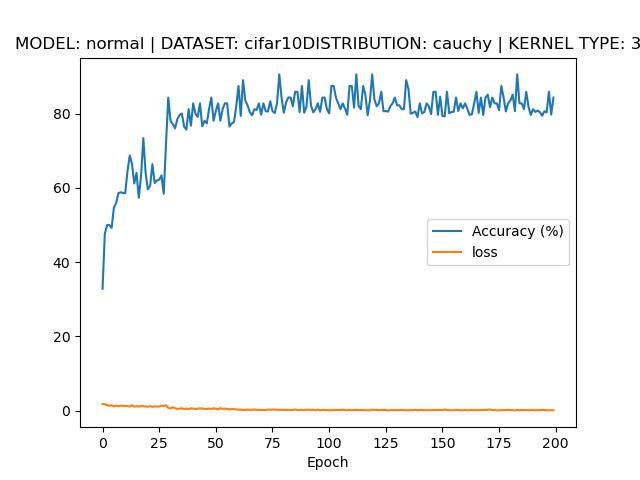 MODEL: normal | DATASET: cifar10DISTRIBUTION: cauchy | KERNEL TYPE: 3
80
60
40
20
0
Accuracy (%)
loss
0 25 50 75 100 125 150 175 200
Epoch